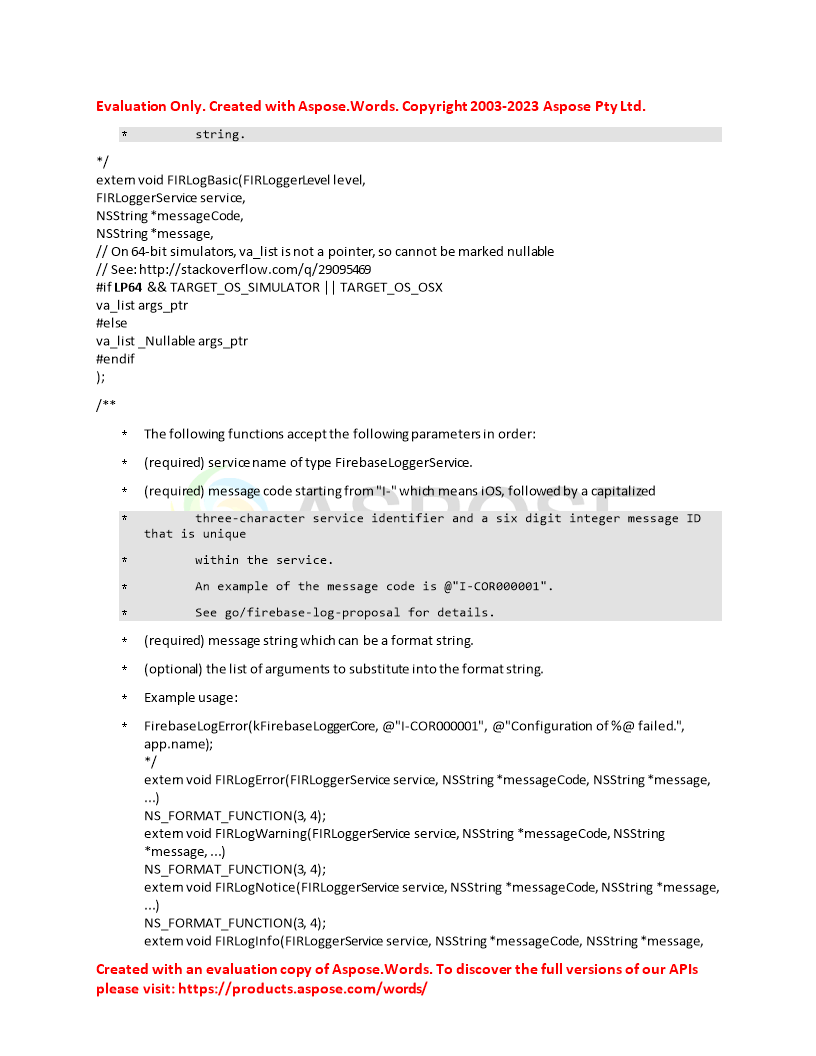 Evaluation Only. Created with Aspose.Words. Copyright 2003-2023 Aspose Pty Ltd.
* string.
*/
extern void FIRLogBasic(FIRLoggerLevel level,
FIRLoggerService service,
NSString *messageCode,
NSString *message,
// On 64-bit simulators, va_list is not a pointer, so cannot be marked nullable
// See: http://stackoverflow.com/q/29095469
#if LP64 && TARGET_OS_SIMULATOR || TARGET_OS_OSX
va_list args_ptr
#else
va_list _Nullable args_ptr
#endif
);
/**
* The following functions accept the following parameters in order:
* (required) service name of type FirebaseLoggerService.
* (required) message code starting from "I-" which means iOS, followed by a capitalized
* three-character service identifier and a six digit integer message ID
that is unique
* within the service.
* An example of the message code is @"I-COR000001".
* See go/firebase-log-proposal for details.
* (required) message string which can be a format string.
* (optional) the list of arguments to substitute into the format string.
* Example usage:
* FirebaseLogError(kFirebaseLoggerCore, @"I-COR000001", @"Configuration of %@ failed.",
app.name);
*/
extern void FIRLogError(FIRLoggerService service, NSString *messageCode, NSString *message,
...)
NS_FORMAT_FUNCTION(3, 4);
extern void FIRLogWarning(FIRLoggerService service, NSString *messageCode, NSString
*message, ...)
NS_FORMAT_FUNCTION(3, 4);
extern void FIRLogNotice(FIRLoggerService service, NSString *messageCode, NSString *message,
...)
NS_FORMAT_FUNCTION(3, 4);
extern void FIRLogInfo(FIRLoggerService service, NSString *messageCode, NSString *message,
Created with an evaluation copy of Aspose.Words. To discover the full versions of our APIs
please visit: https://products.aspose.com/words/